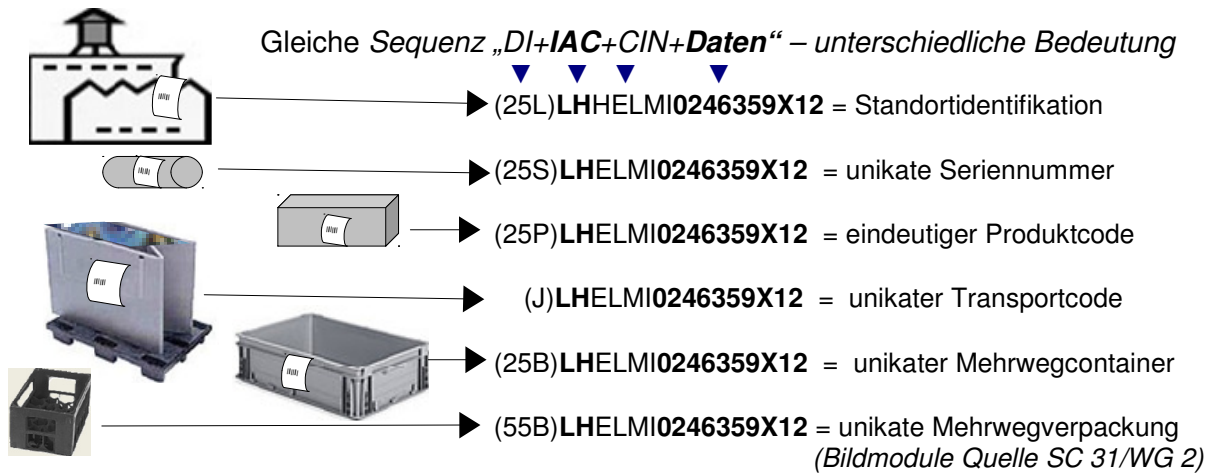 Gleiche Sequenz „DI+IAC+CIN+Daten“ – unterschiedliche Bedeutung
(25L)LHHELMI0246359X12 = Standortidentifikation
(25S)LHELMI0246359X12 = unikate Seriennummer
(25P)LHELMI0246359X12 = eindeutiger Produktcode
(J)LHELMI0246359X12 = unikater Transportcode
(25B)LHELMI0246359X12 = unikater Mehrwegcontainer
(55B)LHELMI0246359X12 = unikate Mehrwegverpackung
(Bildmodule Quelle SC 31/WG 2)